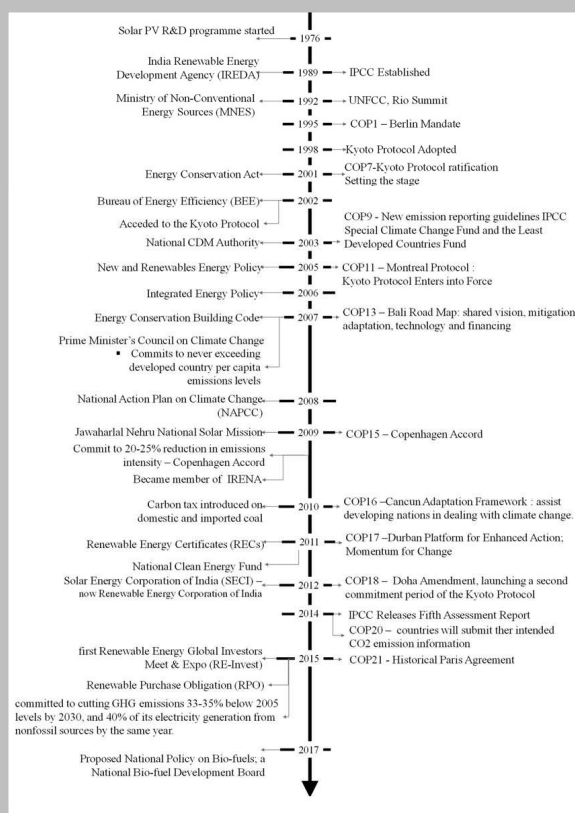 Solar PV R&D programme started
1976
India Renewable Energy
Development Agency (IREDA)
1989
IPCC Established
Ministry of Non-Conventional
Energy Sources (MNES)
1992
UNFCC, Rio Summit
1995
COP1 – Berlin Mandate
1998
Kyoto Protocol Adopted
Energy Conservation Act
2001
COP7-Kyoto Protocol ratification
Setting the stage
Bureau of Energy Efficiency (BEE)
2002
Acceded to the Kyoto Protocol
National CDM Authority
2003
COP9 - New emission reporting guidelines IPCC
Special Climate Change Fund and the Least
Developed Countries Fund
New and Renewables Energy Policy
2005
COP11 – Montreal Protocol :
Kyoto Protocol Enters into Force
Integrated Energy Policy
2006
Energy Conservation Building Code
2007
COP13 – Bali Road Map: shared vision, mitigation
adaptation, technology and financing
Prime Minister's Council on Climate Change
▪ Commits to never exceeding
developed country per capita
emissions levels
National Action Plan on Climate Change
(NAPCC)
2008
Jawaharlal Nehru National Solar Mission
2009
COP15 – Copenhagen Accord
Commit to 20-25% reduction in emissions
intensity – Copenhagen Accord
Became member of IRENA
Carbon tax introduced on
domestic and imported coal
2010
COP16 –Cancun Adaptation Framework : assist
developing nations in dealing with climate change.
Renewable Energy Certificates (RECs)
2011
COP17 –Durban Platform for Enhanced Action;
Momentum for Change
National Clean Energy Fund
Solar Energy Corporation of India (SECI) –
now Renewable Energy Corporation of India
2012
COP18 – Doha Amendment, launching a second
commitment period of the Kyoto Protocol
2014
IPCC Releases Fifth Assessment Report
COP20 – countries will submit ther intended
CO2 emission information
first Renewable Energy Global Investors
Meet & Expo (RE-Invest)
2015
COP21 - Historical Paris Agreement
Renewable Purchase Obligation (RPO)
committed to cutting GHG emissions 33-35% below 2005
levels by 2030, and 40% of its electricity generation from
nonfossil sources by the same year.
2017
Proposed National Policy on Bio-fuels; a
National Bio-fuel Development Board